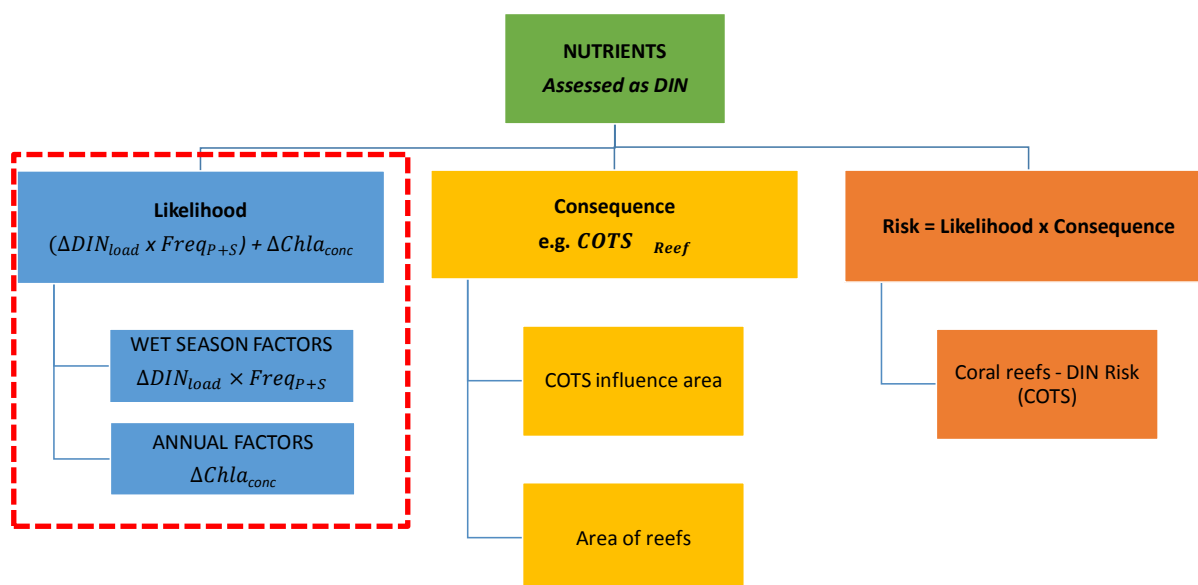 NUTRIENTS
Assessed as DIN
Likelihood
(ΔDIN_load x Freq_P+S) + ΔChla_conc
WET SEASON FACTORS
ΔDIN_load × Freq_P+S
ANNUAL FACTORS
ΔChla_conc
Consequence
e.g. COTS _Reef
COTS influence area
Area of reefs
Risk = Likelihood x Consequence
Coral reefs - DIN Risk
(COTS)